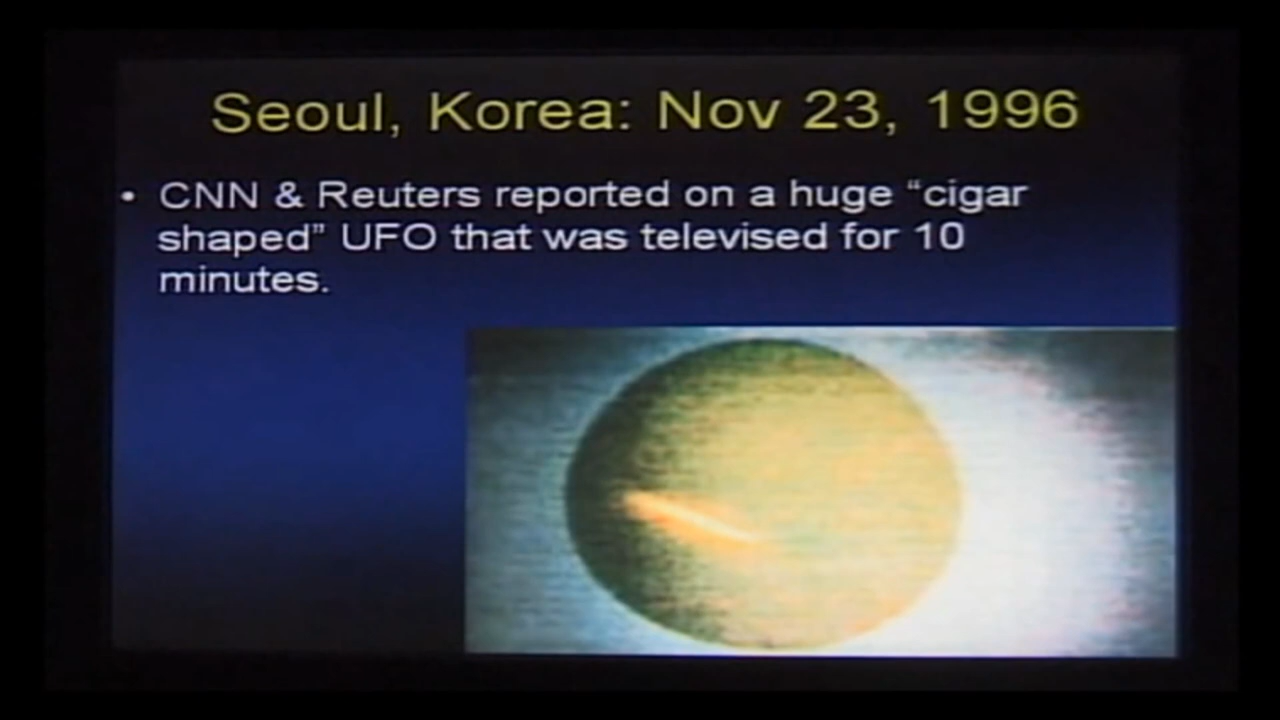 Seoul, Korea: Nov 23, 1996
• CNN & Reuters reported on a huge “cigar
shaped” UFO that was televised for 10
minutes.